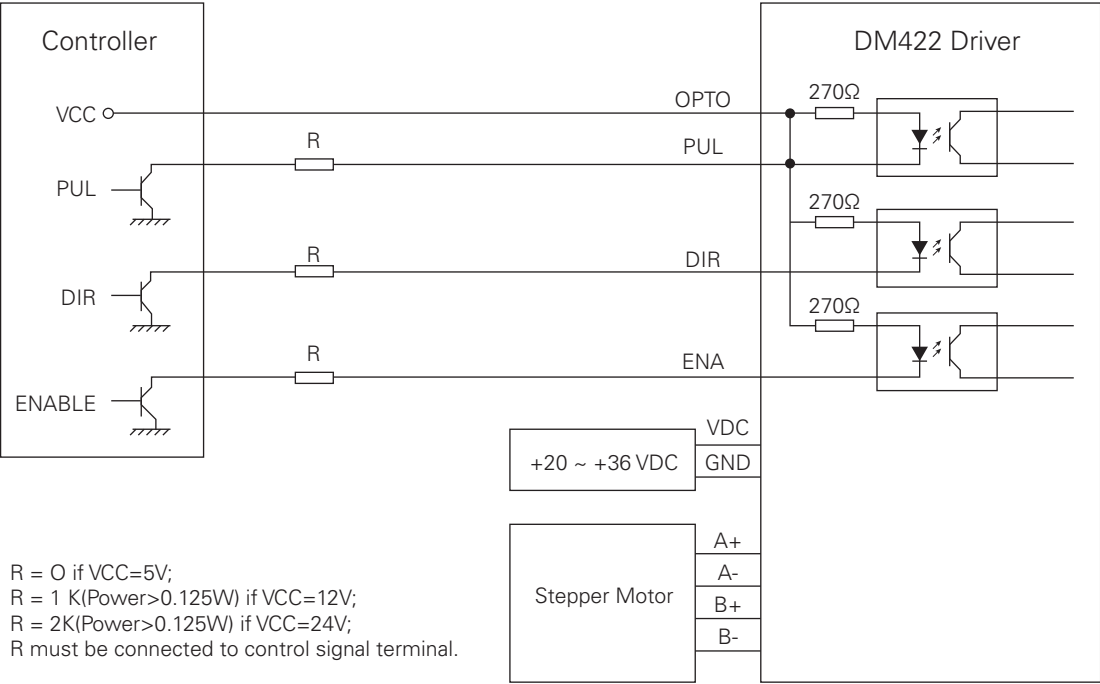 Controller
DM422 Driver
VCC
OPTO
270Ω
R
PUL
PUL
270Ω
R
DIR
DIR
270Ω
R
ENA
ENABLE
VDC
+20 ~ +36 VDC
GND
A+
A-
Stepper Motor
B+
B-
R = O if VCC=5V;
R = 1 K(Power>0.125W) if VCC=12V;
R = 2K(Power>0.125W) if VCC=24V;
R must be connected to control signal terminal.